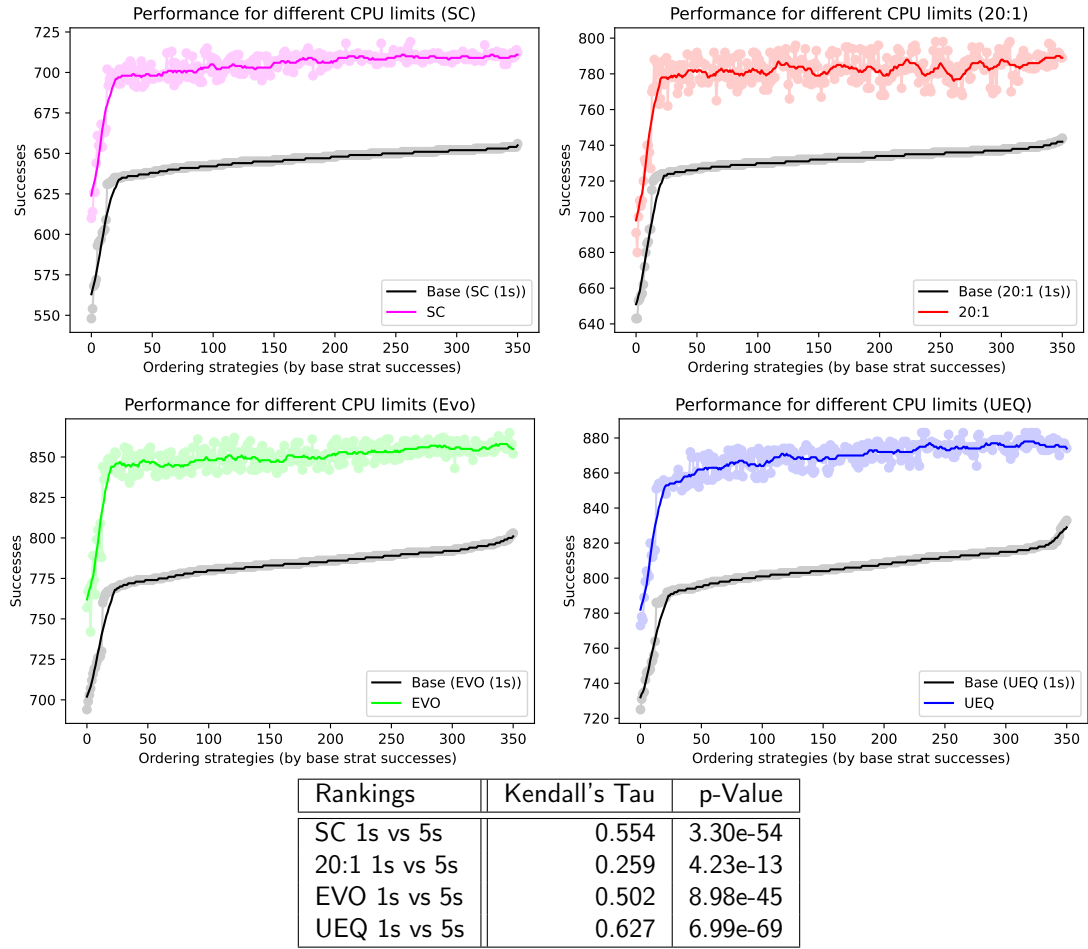 Performance for different CPU limits (SC)
725
700
675
650
625
600
575
550
Successes
0 50 100 150 200 250 300 350
Ordering strategies (by base strat successes)
Base (SC (1s))
SC
Performance for different CPU limits (20:1)
800
780
760
740
720
700
680
660
640
Successes
0 50 100 150 200 250 300 350
Ordering strategies (by base strat successes)
Base (20:1 (1s))
20:1
Performance for different CPU limits (Evo)
850
825
800
775
750
725
700
Successes
0 50 100 150 200 250 300 350
Ordering strategies (by base strat successes)
Base (EVO (1s))
EVO
Performance for different CPU limits (UEQ)
880
860
840
820
800
780
760
740
720
Successes
0 50 100 150 200 250 300 350
Ordering strategies (by base strat successes)
Base (UEQ (1s))
UEQ
Rankings Kendall's Tau p-Value
SC 1s vs 5s 0.554 3.30e-54
20:1 1s vs 5s 0.259 4.23e-13
EVO 1s vs 5s 0.502 8.98e-45
UEQ 1s vs 5s 0.627 6.99e-69